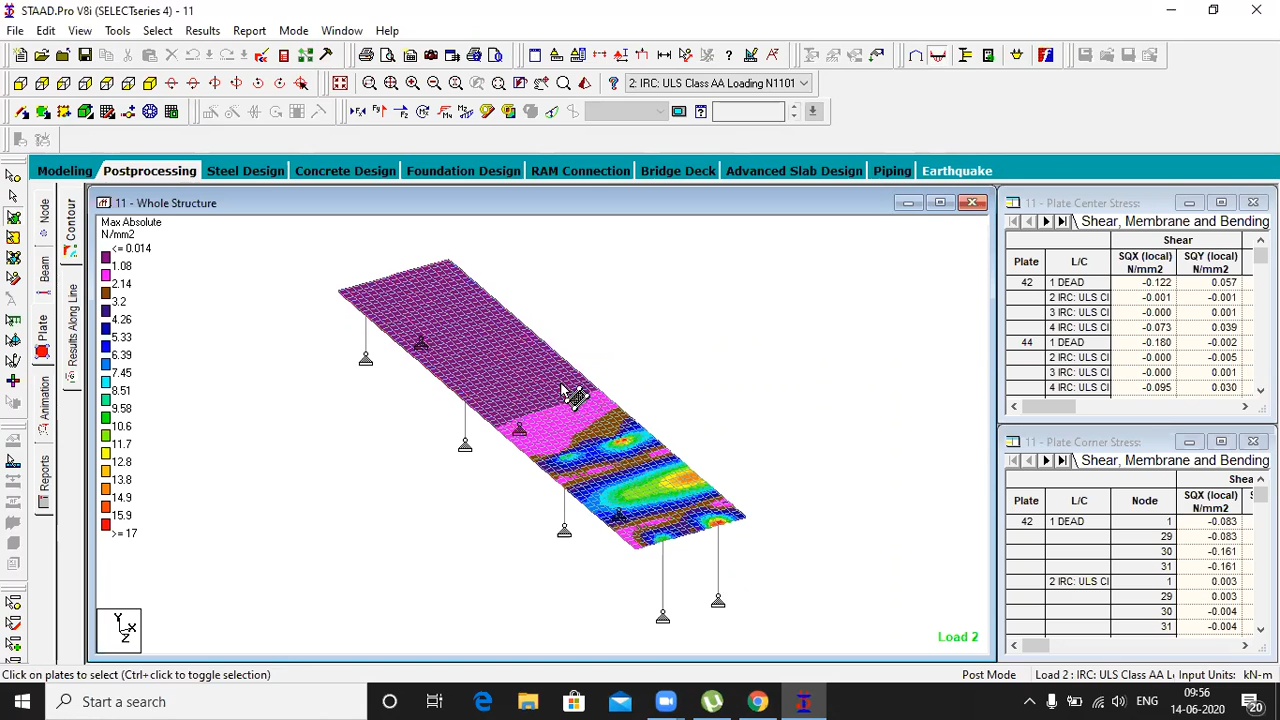 STAAD.Pro V8i (SELECTseries 4) - 11
File Edit View Tools Select Results Report Mode Window Help
2: IRC: ULS Class AA Loading N1101
Modeling Postprocessing Steel Design Concrete Design Foundation Design RAM Connection Bridge Deck Advanced Slab Design Piping Earthquake
Node
Beam
Plate
Animation
Reports
Contour
Results Along Line
11 - Whole Structure
Max Absolute
N/mm2
<= 0.014
1.08
2.14
3.2
4.26
5.33
6.39
7.45
8.51
9.58
10.6
11.7
12.8
13.8
14.9
15.9
>= 17
Y
X
Z
Load 2
11 - Plate Center Stress:
Shear, Membrane and Bending
Shear
Plate L/C SQX (local) N/mm2 SQY (local) N/mm2
42 1 DEAD -0.122 0.057
2 IRC: ULS Cl -0.001 -0.001
3 IRC: ULS Cl -0.000 0.001
4 IRC: ULS Cl -0.073 0.039
44 1 DEAD -0.180 -0.002
2 IRC: ULS Cl -0.000 -0.005
3 IRC: ULS Cl -0.000 0.001
4 IRC: ULS Cl -0.095 0.030
11 - Plate Corner Stress:
Shear, Membrane and Bending
Shea
Plate L/C Node SQX (local) N/mm2
42 1 DEAD 1 -0.083
29 -0.083
30 -0.161
31 -0.161
2 IRC: ULS Cl 1 0.003
29 0.003
30 -0.004
31 -0.004
Click on plates to select (Ctrl+click to toggle selection)
Post Mode
Load 2 : IRC: ULS Class AA Loa
Input Units:
kN-m
Start a search
ENG
09:56
14-06-2020
20